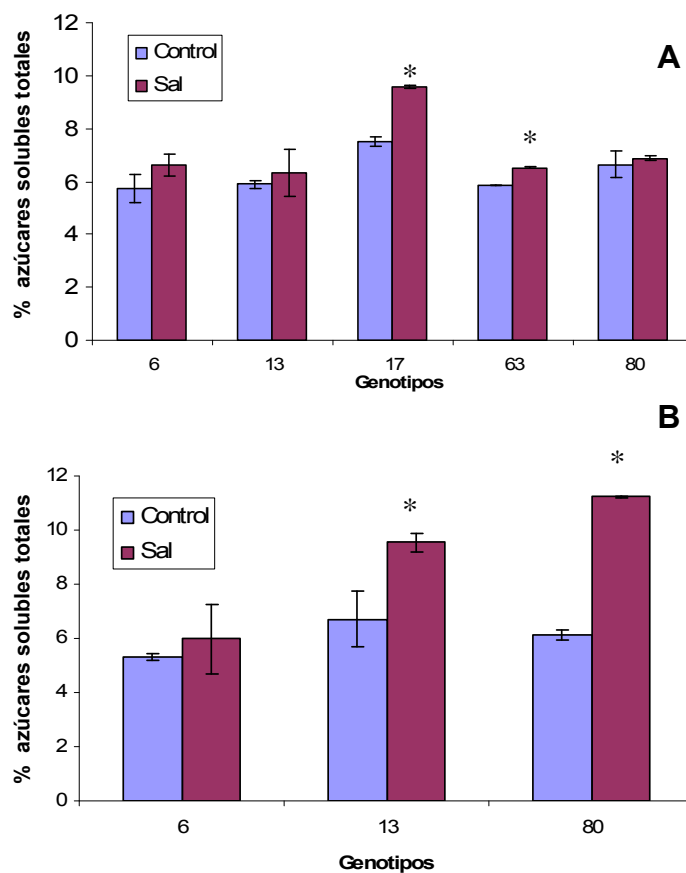 A
Control
Sal
% azúcares solubles totales
12
10
8
6
4
2
0
*
*
6
13
17
63
80
Genotipos
B
Control
Sal
% azúcares solubles totales
12
10
8
6
4
2
0
*
*
6
13
80
Genotipos